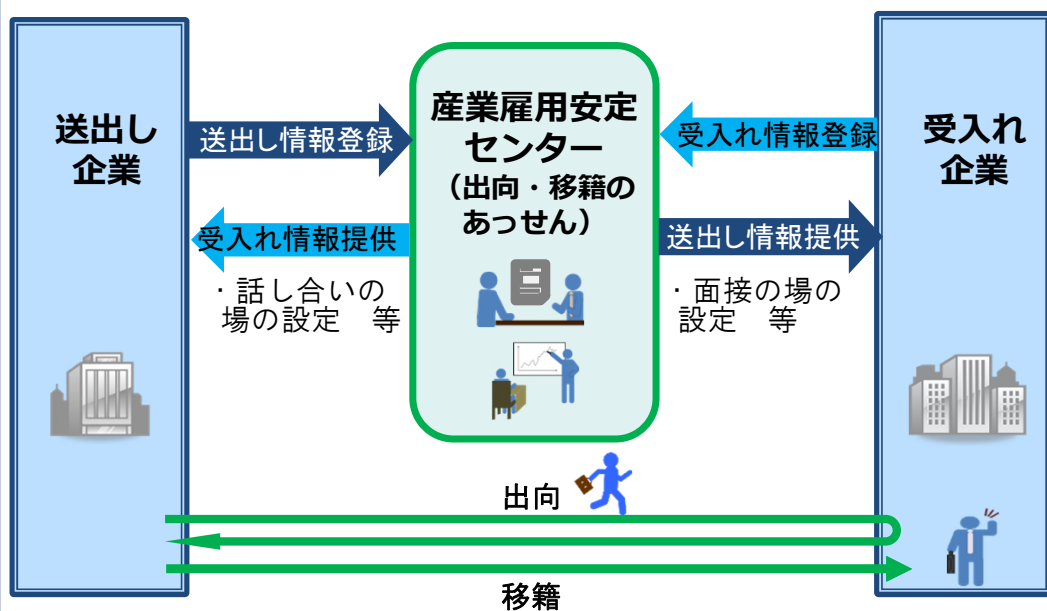 送出し
企業
送出し情報登録
受入れ情報提供
・話し合いの
場の設定　等
産業雇用安定
センター
（出向・移籍の
あっせん）
受入れ情報登録
送出し情報提供
・面接の場の
設定　等
受入れ
企業
出向
移籍